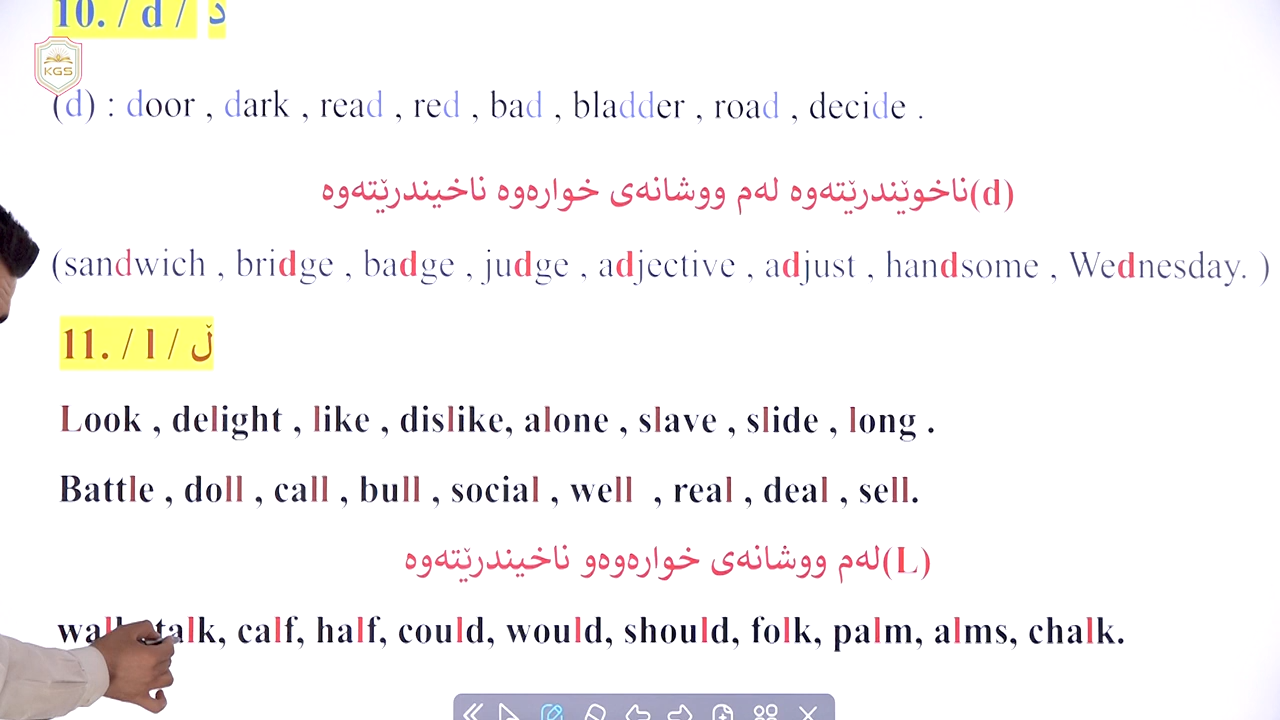 10. / d / د
KGS
(d) : door , dark , read , red , bad , bladder , road , decide .
(d)ناخوێندرێتەوە لەم ووشانەی خوارەوە ناخیندرێتەوە
(sandwich , bridge , badge , judge , adjective , adjust , handsome , Wednesday. )
11. / l / ڵ
Look , delight , like , dislike, alone , slave , slide , long .
Battle , doll , call , bull , social , well , real , deal , sell.
(L)لەم ووشانەی خوارەوەو ناخیندرێتەوە
talk, calf, half, could, would, should, folk, palm, alms, chalk.